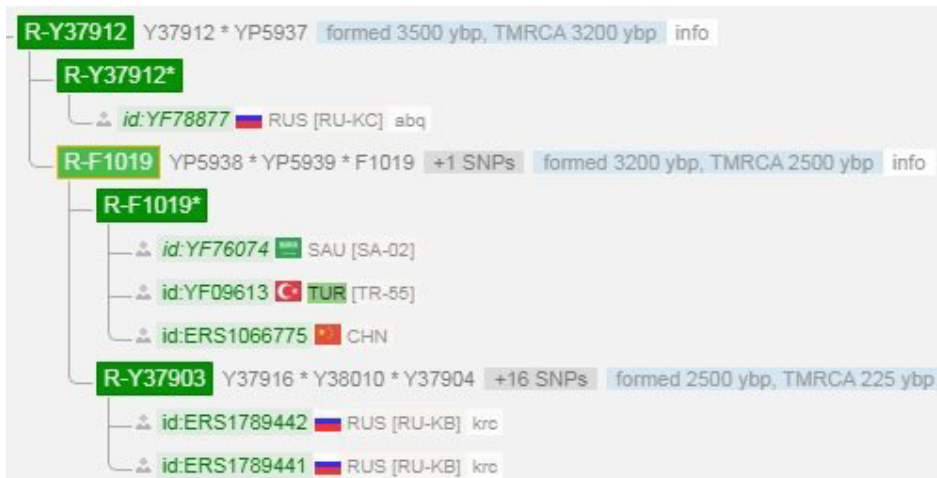 R-Y37912 Y37912 * YP5937 formed 3500 ybp, TMRCA 3200 ybp info
R-Y37912*
id:YF78877 RUS [RU-KC] abq
R-F1019 YP5938 * YP5939 * F1019 +1 SNPs formed 3200 ybp, TMRCA 2500 ybp info
R-F1019*
id:YF76074 SAU [SA-02]
id:YF09613 TUR [TR-55]
id:ERS1066775 CHN
R-Y37903 Y37916 * Y38010 * Y37904 +16 SNPs formed 2500 ybp, TMRCA 225 ybp
id:ERS1789442 RUS [RU-KB] krc
id:ERS1789441 RUS [RU-KB] krc